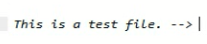 This is a test file. -->